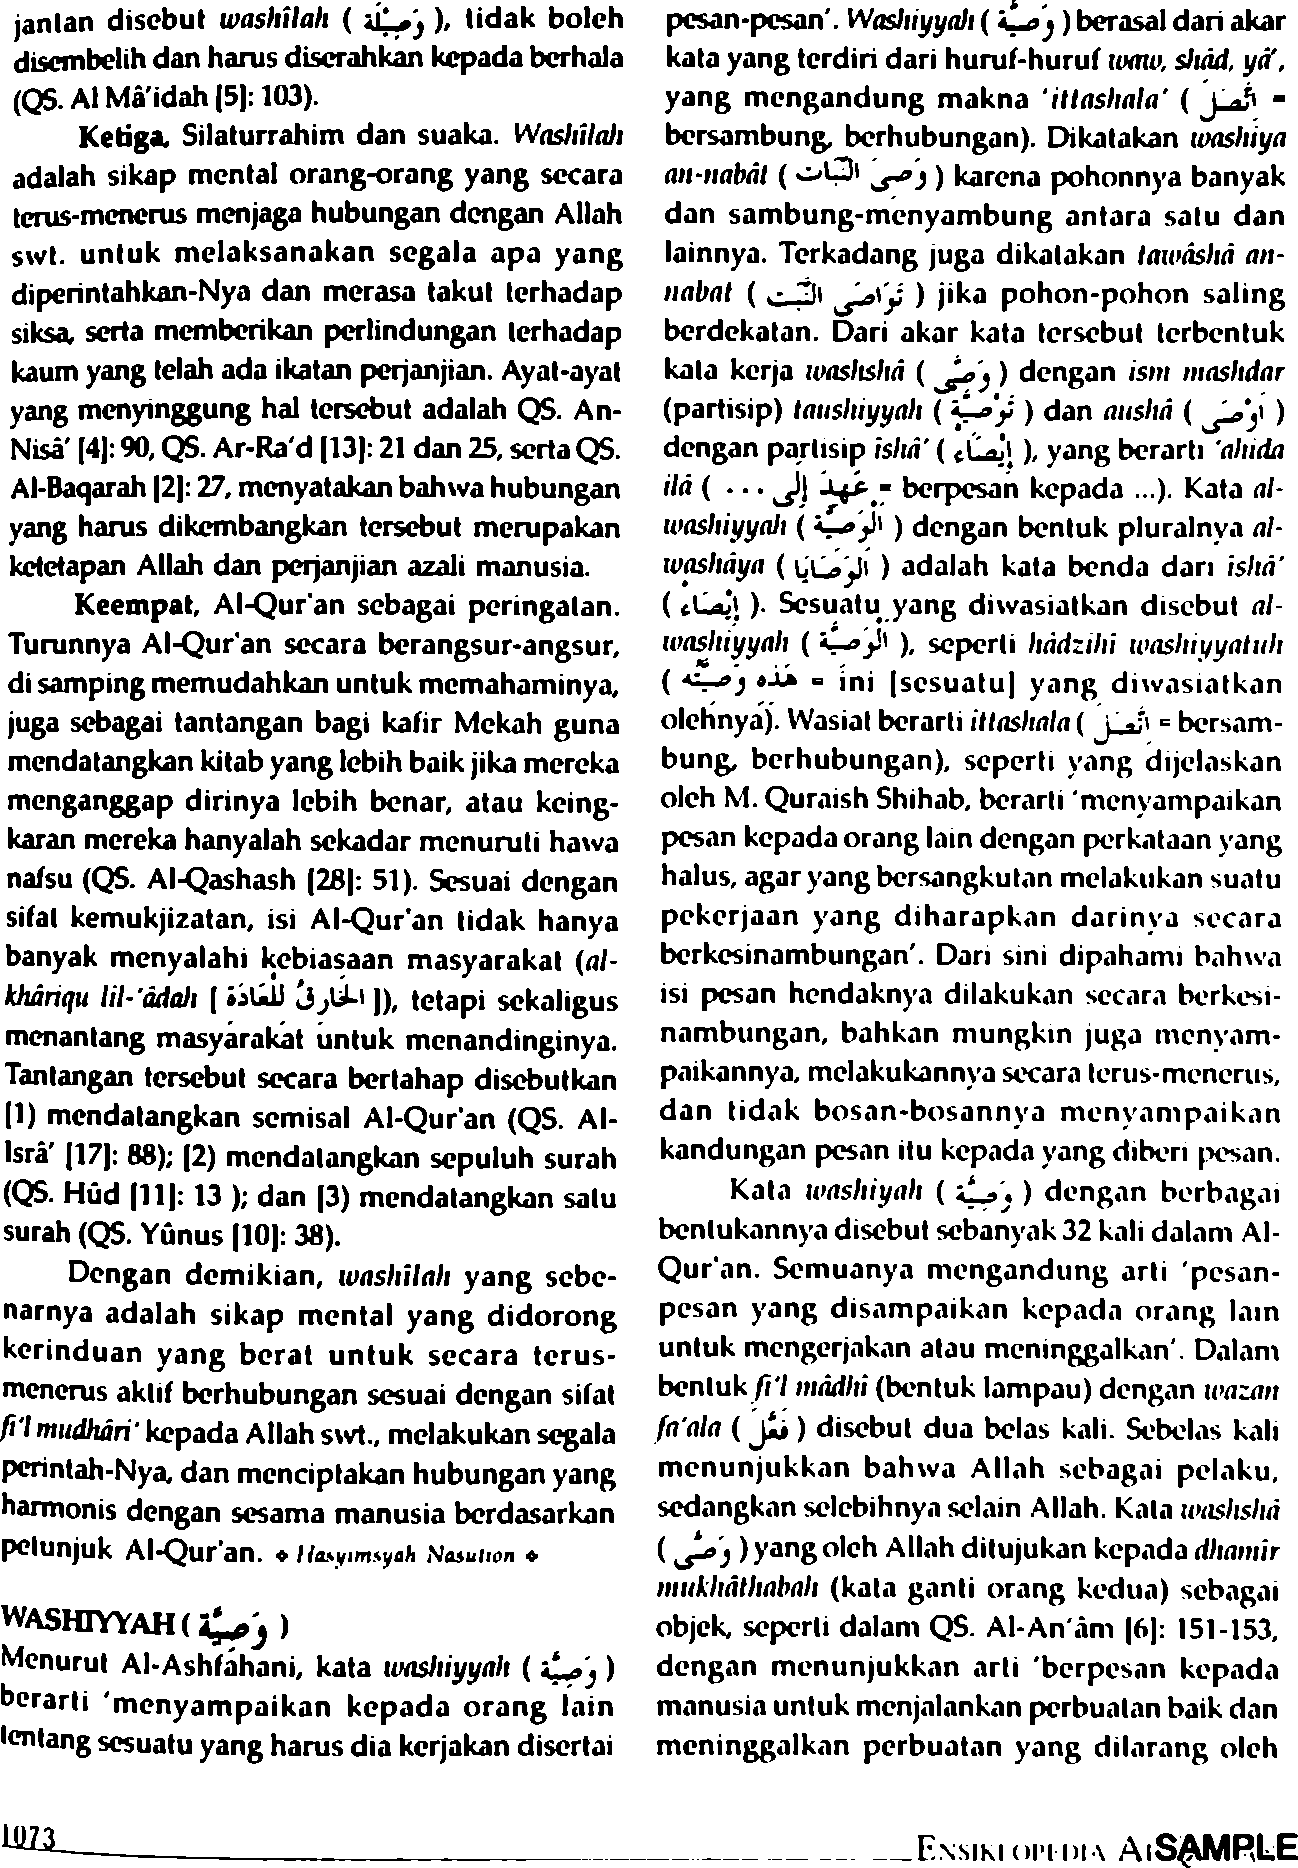 jantan disebut washîlah ( وَصِيْلَة ), tidak boleh
disembelih dan harus diserahkan kepada berhala
(QS. Al Mâ'idah [5]: 103).
Ketiga, Silaturrahim dan suaka. Washîlah
adalah sikap mental orang-orang yang secara
terus-menerus menjaga hubungan dengan Allah
swt. untuk melaksanakan segala apa yang
diperintahkan-Nya dan merasa takut terhadap
siksa, serta memberikan perlindungan terhadap
kaum yang telah ada ikatan perjanjian. Ayat-ayat
yang menyinggung hal tersebut adalah QS. An-
Nisâ' [4]: 90, QS. Ar-Ra'd [13]: 21 dan 25, serta QS.
Al-Baqarah [2]: 27, menyatakan bahwa hubungan
yang harus dikembangkan tersebut merupakan
ketetapan Allah dan perjanjian azali manusia.
Keempat, Al-Qur'an sebagai peringatan.
Turunnya Al-Qur'an secara berangsur-angsur,
di samping memudahkan untuk memahaminya,
juga sebagai tantangan bagi kafir Mekah guna
mendatangkan kitab yang lebih baik jika mereka
menganggap dirinya lebih benar, atau keing-
karan mereka hanyalah sekadar menuruti hawa
nafsu (QS. Al-Qashash [28]: 51). Sesuai dengan
sifat kemukjizatan, isi Al-Qur'an tidak hanya
banyak menyalahi kebiasaan masyarakat (al-
khâriqu lil-'âdah [ الخَارِقُ لِلْعَادَة ]), tetapi sekaligus
menantang masyarakat untuk menandinginya.
Tantangan tersebut secara bertahap disebutkan
(1) mendatangkan semisal Al-Qur'an (QS. Al-
Isrâ' [17]: 88); (2) mendatangkan sepuluh surah
(QS. Hûd [11]: 13 ); dan (3) mendatangkan satu
surah (QS. Yûnus [10]: 38).
Dengan demikian, washîlah yang sebe-
narnya adalah sikap mental yang didorong
kerinduan yang berat untuk secara terus-
menerus aktif berhubungan sesuai dengan sifat
fi'l mudhâri' kepada Allah swt., melakukan segala
perintah-Nya, dan menciptakan hubungan yang
harmonis dengan sesama manusia berdasarkan
petunjuk Al-Qur'an. ❖ Hasyimsyah Nasution ❖
WASHIYYAH ( وَصِيَّة )
Menurut Al-Ashfahani, kata washiyyah ( وَصِيَّة )
berarti 'menyampaikan kepada orang lain
tentang sesuatu yang harus dia kerjakan disertai
pesan-pesan'. Washiyyah ( وَصِيَّة ) berasal dari akar
kata yang terdiri dari huruf-huruf waw, shâd, yâ',
yang mengandung makna 'ittashala' ( اتَّصَلَ =
bersambung, berhubungan). Dikatakan washiya
an-nabât ( وَصِيَ النَّبَات ) karena pohonnya banyak
dan sambung-menyambung antara satu dan
lainnya. Terkadang juga dikatakan tawâshâ an-
nabat ( تَوَاصَى النَّبْت ) jika pohon-pohon saling
berdekatan. Dari akar kata tersebut terbentuk
kata kerja washshâ ( وَصَّى ) dengan ism mashdar
(partisip) taushiyyah ( تَوْصِيَّة ) dan aushâ ( أَوْصَى )
dengan partisip îshâ' ( إِيْصَاء ), yang berarti 'ahida
ilâ ( ... عَهِدَ إِلَى = berpesan kepada ...). Kata al-
washiyyah ( الْوَصِيَّة ) dengan bentuk pluralnya al-
washâya ( الْوَصَايَا ) adalah kata benda dari îshâ'
( إِيْصَاء ). Sesuatu yang diwasiatkan disebut al-
washiyyah ( الْوَصِيَّة ), seperti hâdzihî washiyyatuh
( هَذِهِ وَصِيَّتُه = ini [sesuatu] yang diwasiatkan
olehnya). Wasiat berarti ittashala ( اتَّصَلَ = bersam-
bung, berhubungan), seperti yang dijelaskan
oleh M. Quraish Shihab, berarti 'menyampaikan
pesan kepada orang lain dengan perkataan yang
halus, agar yang bersangkutan melakukan suatu
pekerjaan yang diharapkan darinya secara
berkesinambungan'. Dari sini dipahami bahwa
isi pesan hendaknya dilakukan secara berkesi-
nambungan, bahkan mungkin juga menyam-
paikannya, melakukannya secara terus-menerus,
dan tidak bosan-bosannya menyampaikan
kandungan pesan itu kepada yang diberi pesan.
Kata washiyah ( وَصِيَّة ) dengan berbagai
bentukannya disebut sebanyak 32 kali dalam Al-
Qur'an. Semuanya mengandung arti 'pesan-
pesan yang disampaikan kepada orang lain
untuk mengerjakan atau meninggalkan'. Dalam
bentuk fi'l mâdhî (bentuk lampau) dengan wazan
fa'ala ( فَعَّلَ ) disebut dua belas kali. Sebelas kali
menunjukkan bahwa Allah sebagai pelaku,
sedangkan selebihnya selain Allah. Kata washshâ
( وَصَّى ) yang oleh Allah ditujukan kepada dhamîr
mukhâthabah (kata ganti orang kedua) sebagai
objek, seperti dalam QS. Al-An'âm [6]: 151-153,
dengan menunjukkan arti 'berpesan kepada
manusia untuk menjalankan perbuatan baik dan
meninggalkan perbuatan yang dilarang oleh
1073
ENSIKLOPEDIA Al SAMPLE